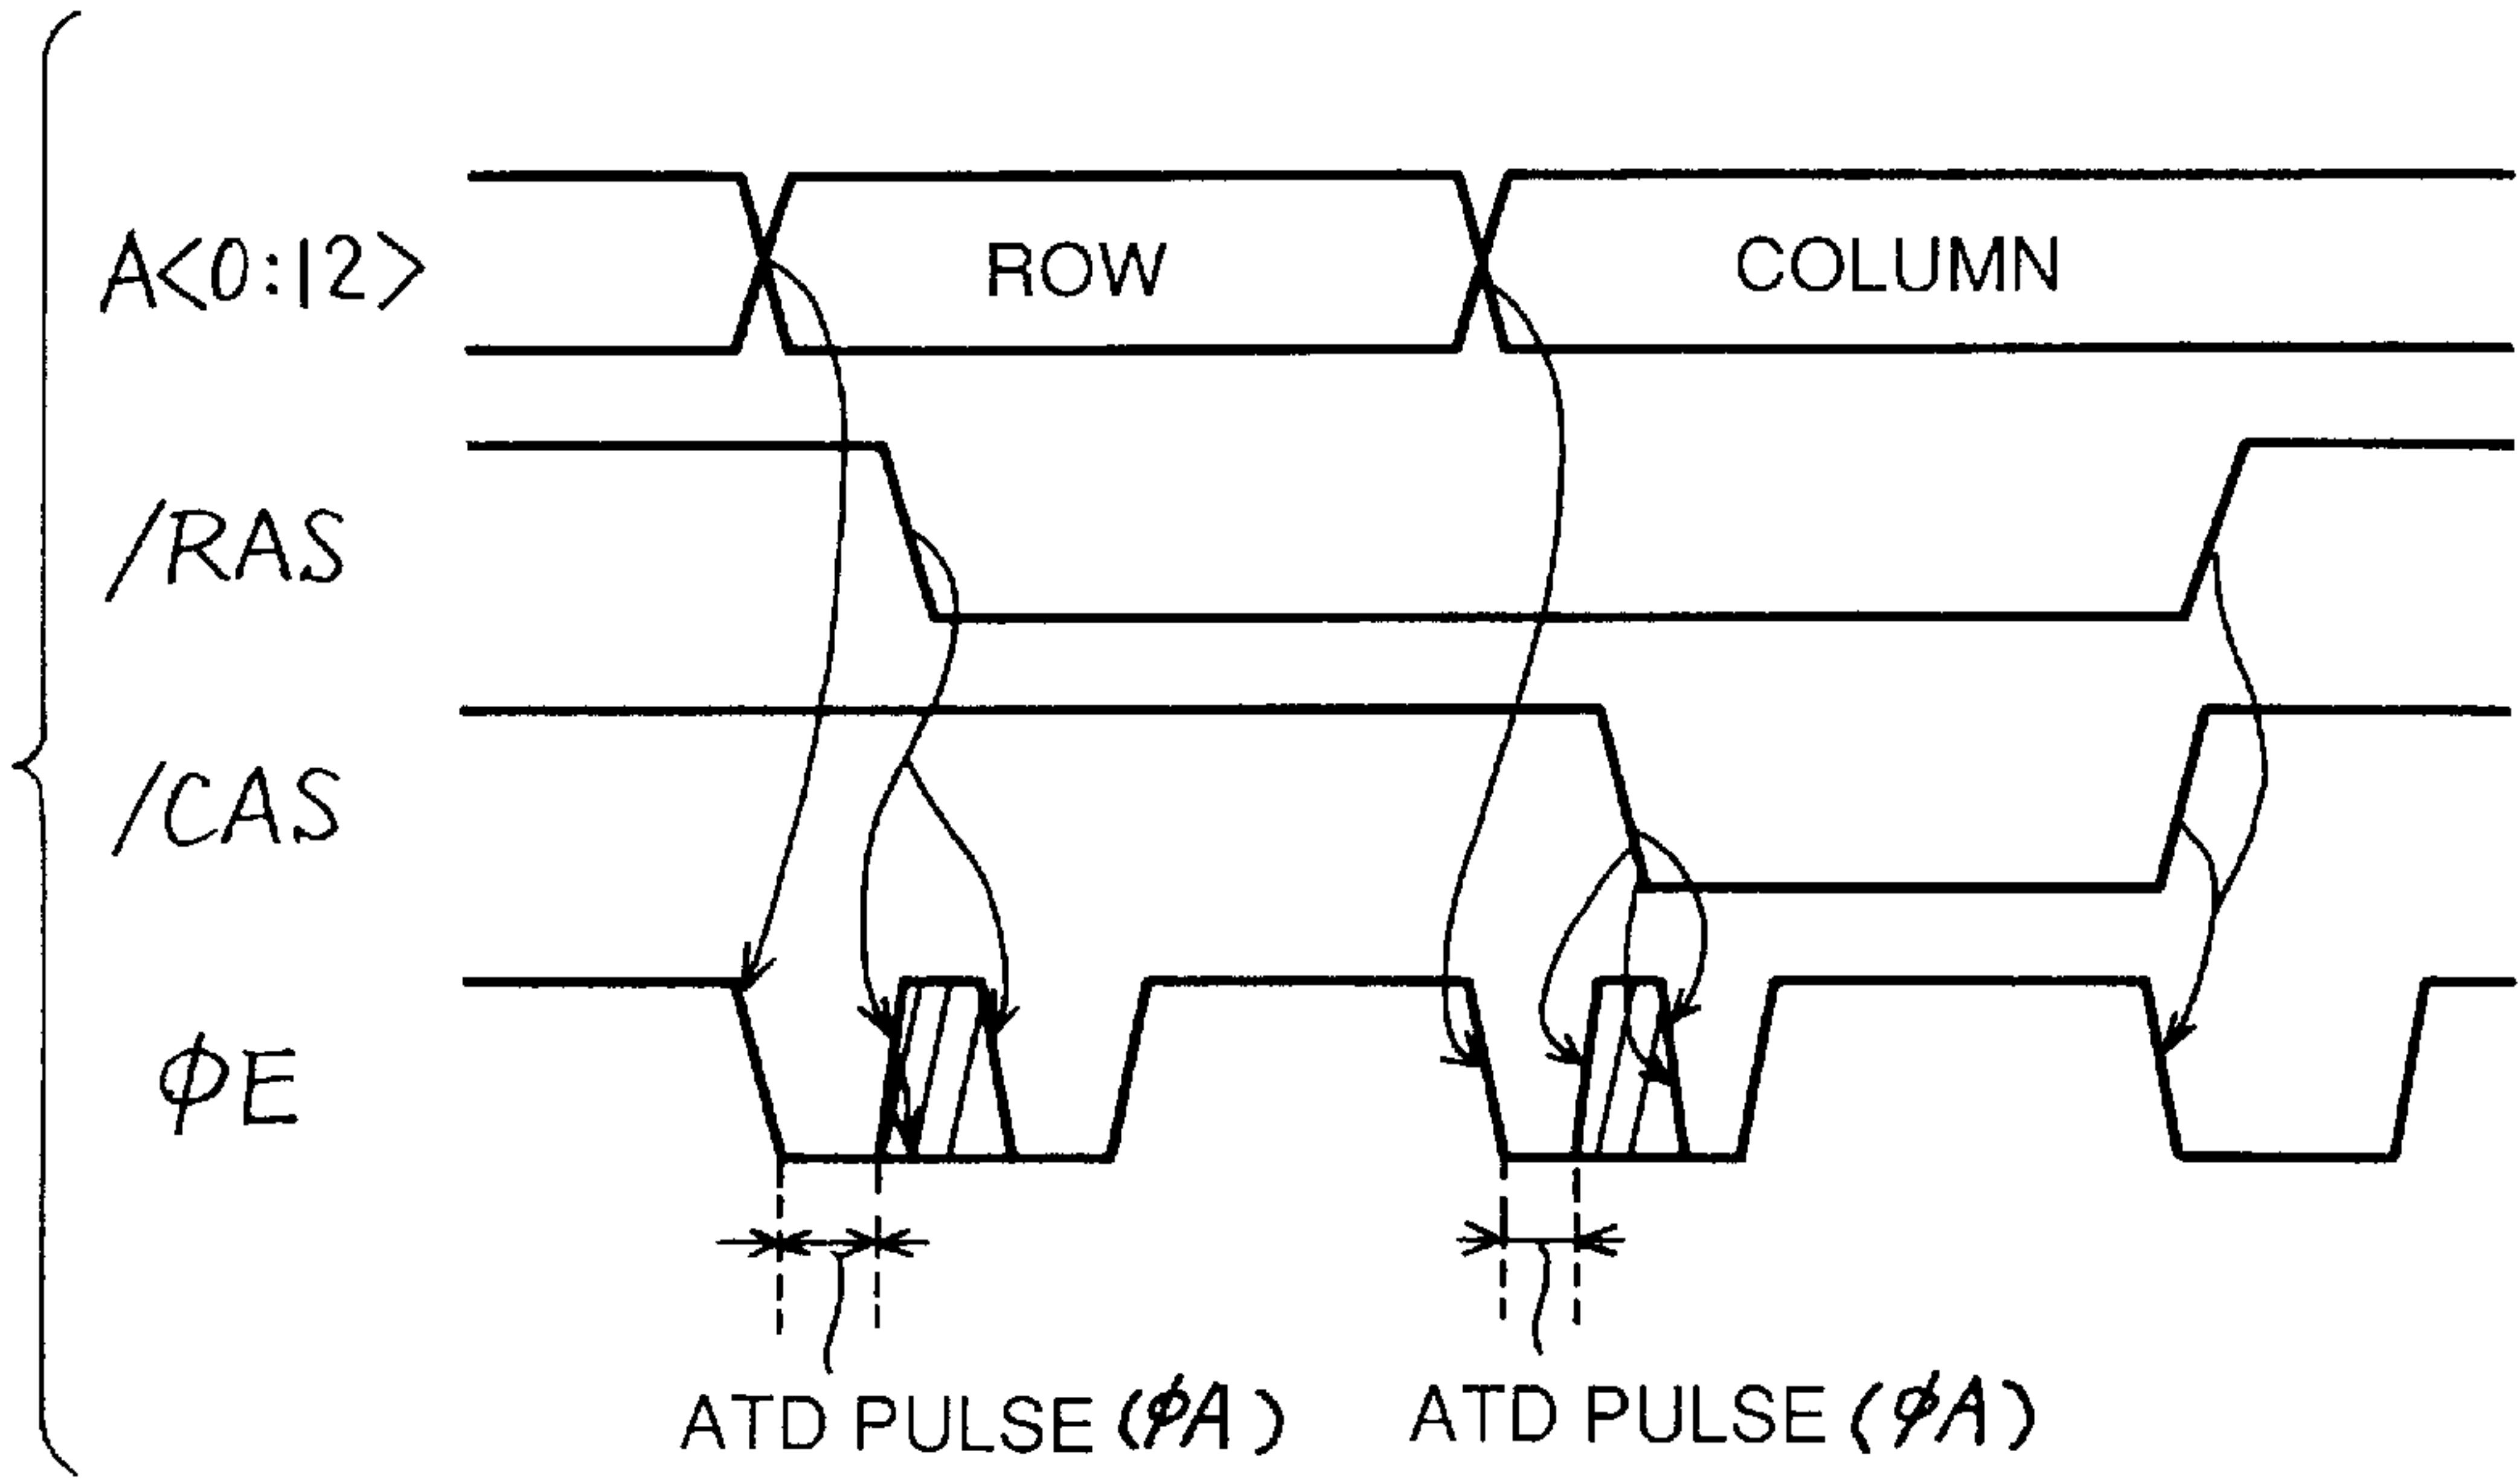 A<0:12>
ROW
COLUMN
/RAS
/CAS
ϕE
ATD PULSE (ϕA)
ATD PULSE (ϕA)